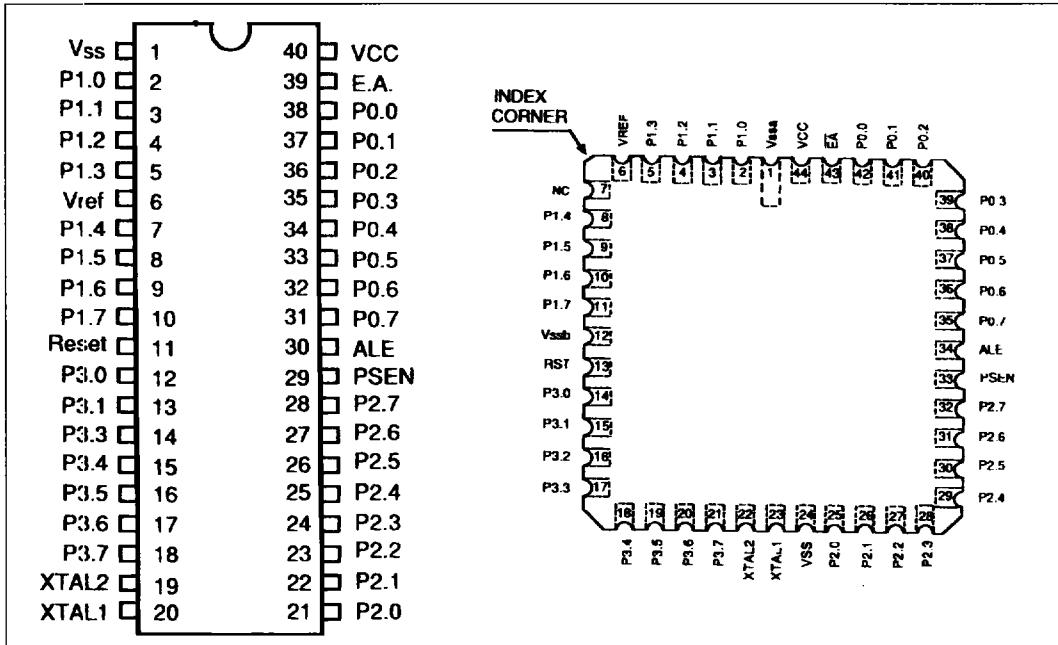 Vss 1 40 VCC
P1.0 2 39 E.A.
P1.1 3 38 P0.0
P1.2 4 37 P0.1
P1.3 5 36 P0.2
Vref 6 35 P0.3
P1.4 7 34 P0.4
P1.5 8 33 P0.5
P1.6 9 32 P0.6
P1.7 10 31 P0.7
Reset 11 30 ALE
P3.0 12 29 PSEN
P3.1 13 28 P2.7
P3.3 14 27 P2.6
P3.4 15 26 P2.5
P3.5 16 25 P2.4
P3.6 17 24 P2.3
P3.7 18 23 P2.2
XTAL2 19 22 P2.1
XTAL1 20 21 P2.0
INDEX
CORNER
VREF P1.3 P1.2 P1.1 P1.0 Vssa VCC EA P0.0 P0.1 P0.2
6 5 4 3 2 1 44 43 42 41 40
NC 7 39 P0.3
P1.4 8 38 P0.4
P1.5 9 37 P0.5
P1.6 10 36 P0.6
P1.7 11 35 P0.7
Vssb 12 34 ALE
RST 13 33 PSEN
P3.0 14 32 P2.7
P3.1 15 31 P2.6
P3.2 16 30 P2.5
P3.3 17 29 P2.4
18 19 20 21 22 23 24 25 26 27 28
P3.4 P3.5 P3.6 P3.7 XTAL2 XTAL1 VSS P2.0 P2.1 P2.2 P2.3